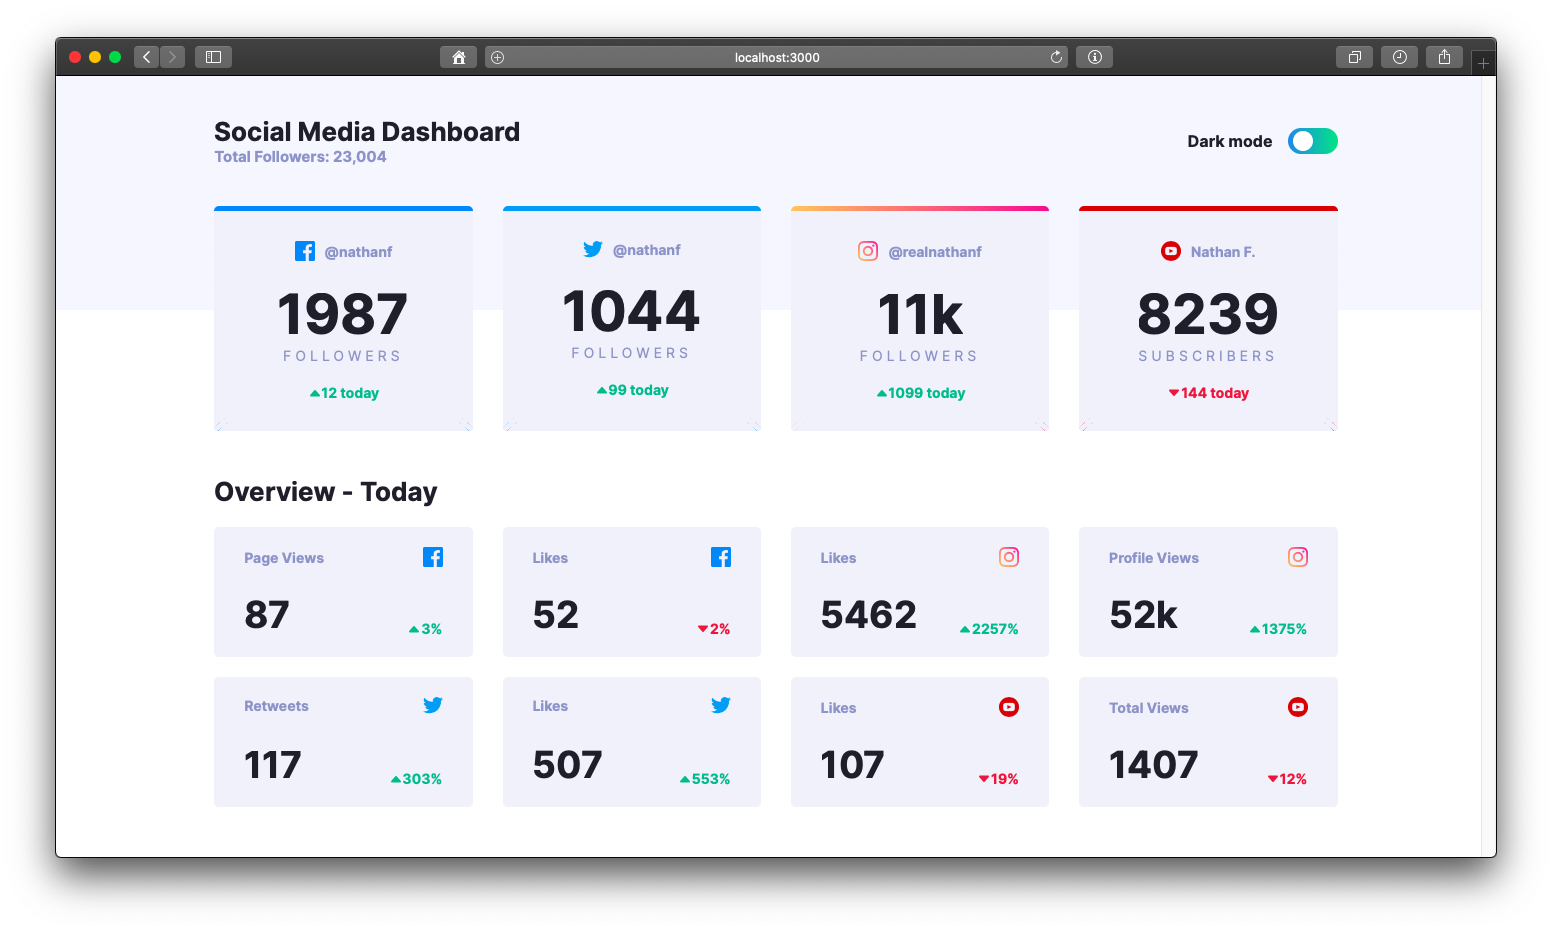 localhost:3000
Social Media Dashboard
Total Followers: 23,004
Dark mode
@nathanf
1987
FOLLOWERS
12 today
@nathanf
1044
FOLLOWERS
99 today
@realnathanf
11k
FOLLOWERS
1099 today
Nathan F.
8239
SUBSCRIBERS
144 today
Overview - Today
Page Views
87
3%
Likes
52
2%
Likes
5462
2257%
Profile Views
52k
1375%
Retweets
117
303%
Likes
507
553%
Likes
107
19%
Total Views
1407
12%